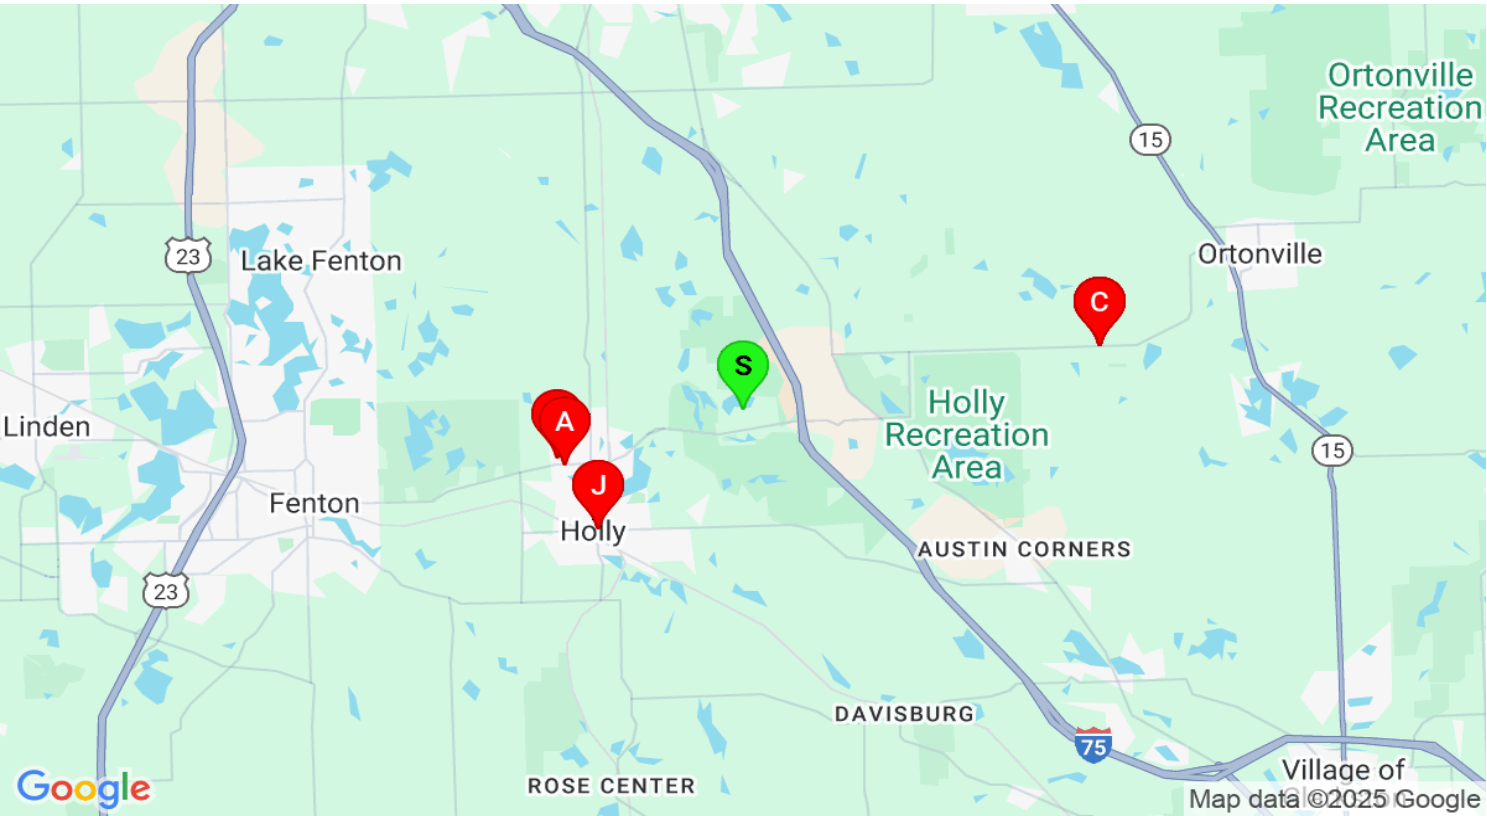 Ortonville
Recreation
Area
15
23
Lake Fenton
Ortonville
C
S
Linden
A
Holly
Recreation
Area
15
J
Fenton
Holly
AUSTIN CORNERS
23
DAVISBURG
75
Village of
ROSE CENTER
Google
Map data ©2025 Google